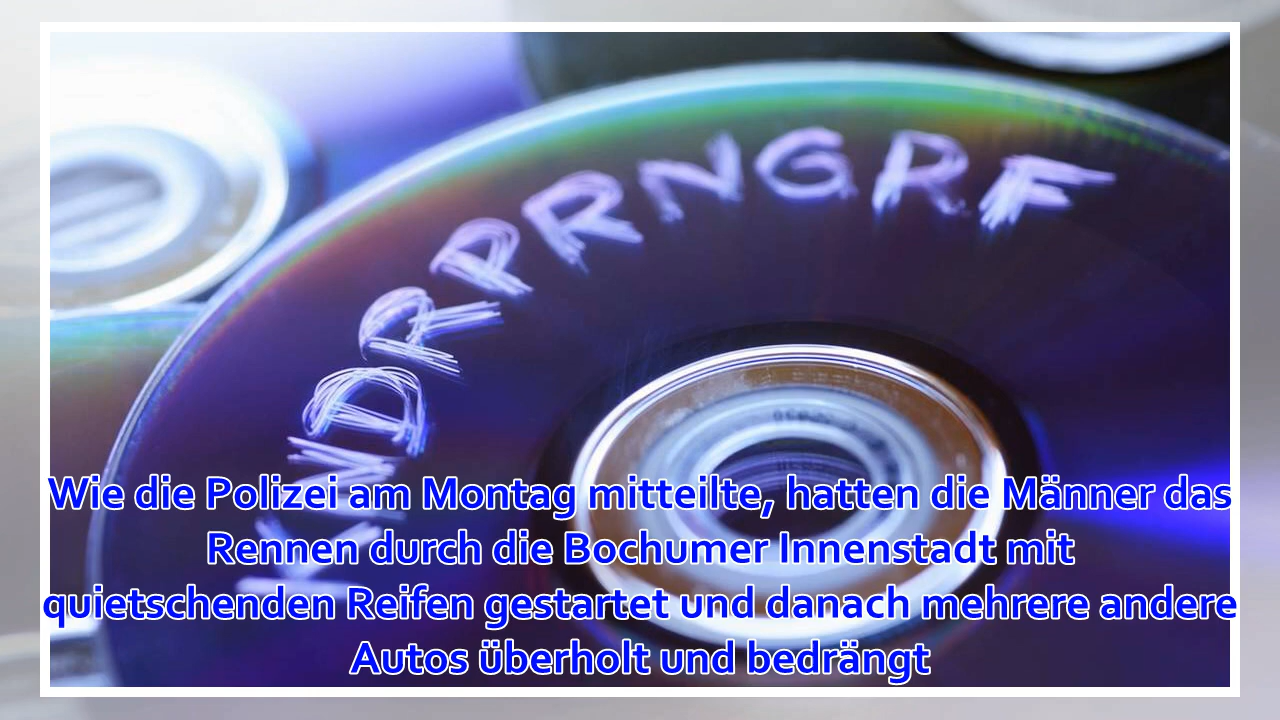 KNDRPRNGRF
Wie die Polizei am Montag mitteilte, hatten die Männer das
Rennen durch die Bochumer Innenstadt mit
quietschenden Reifen gestartet und danach mehrere andere
Autos überholt und bedrängt